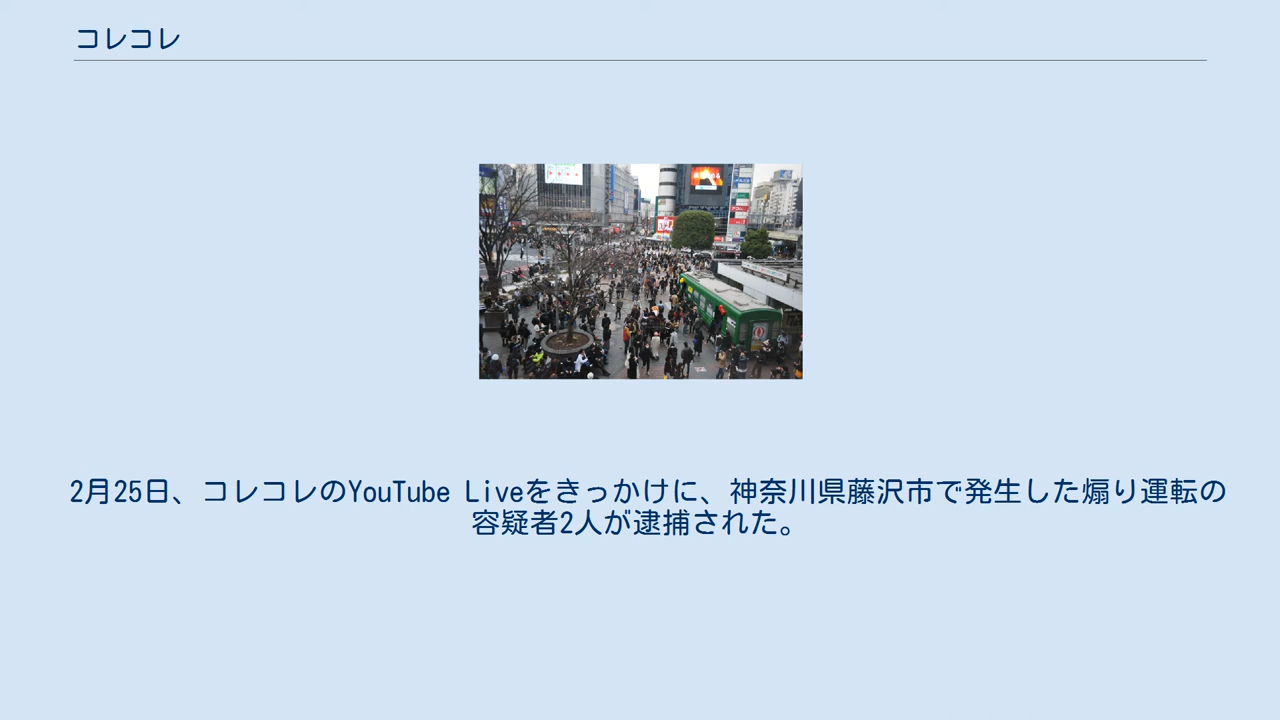 コレコレ
2月25日、コレコレのYouTube Liveをきっかけに、神奈川県藤沢市で発生した煽り運転の
容疑者2人が逮捕された。